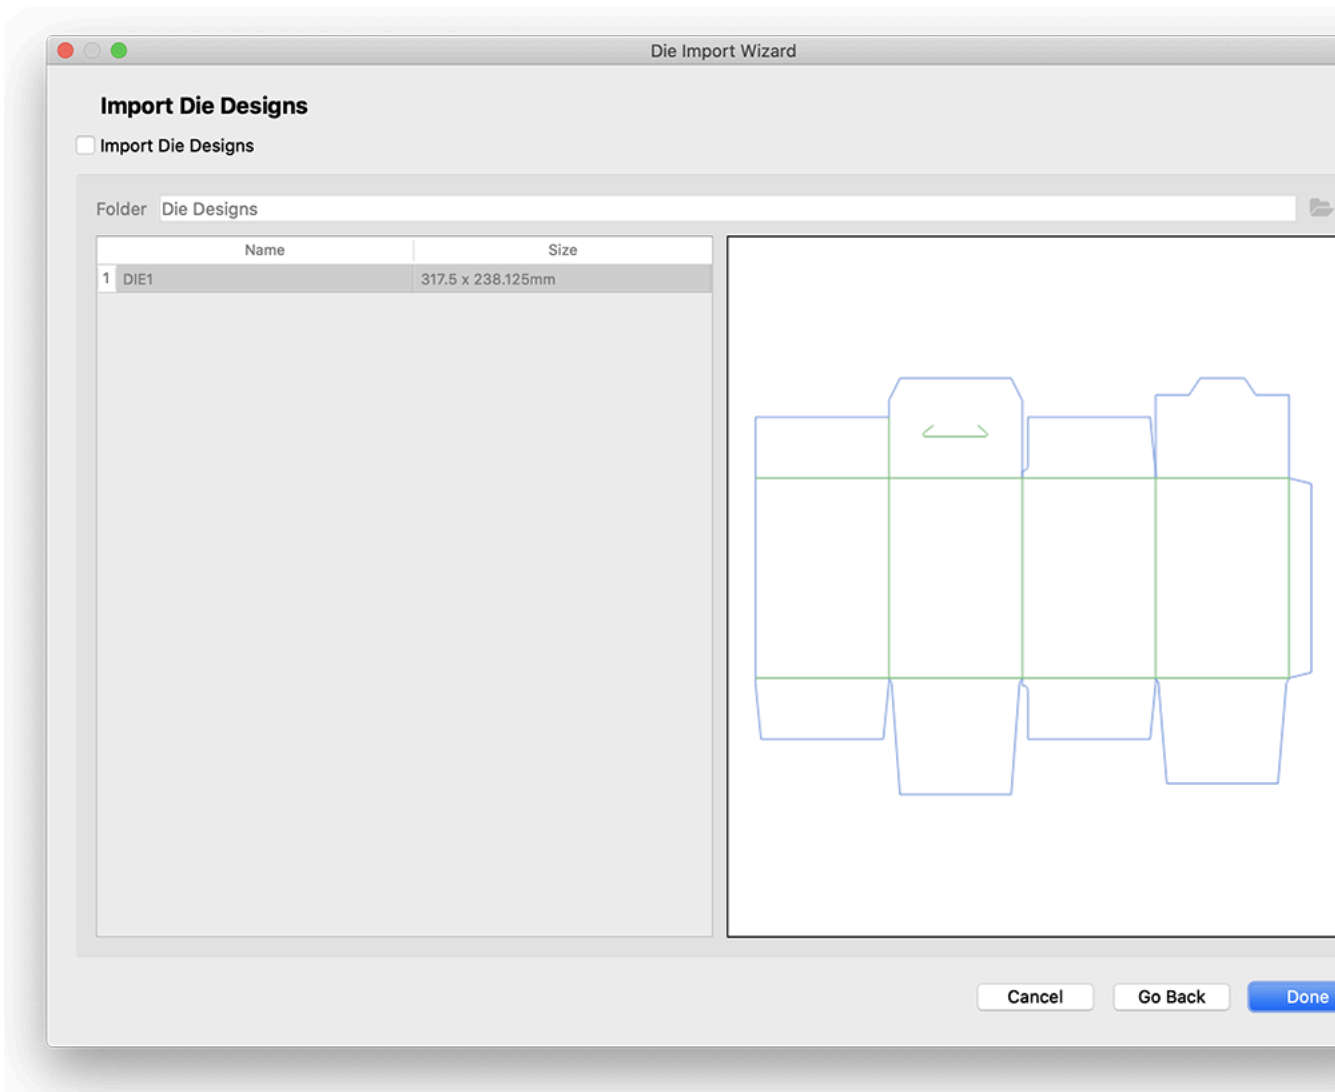 Die Import Wizard
Import Die Designs
Import Die Designs
Folder Die Designs
Name Size
1 DIE1 317.5 x 238.125mm
Cancel Go Back Done